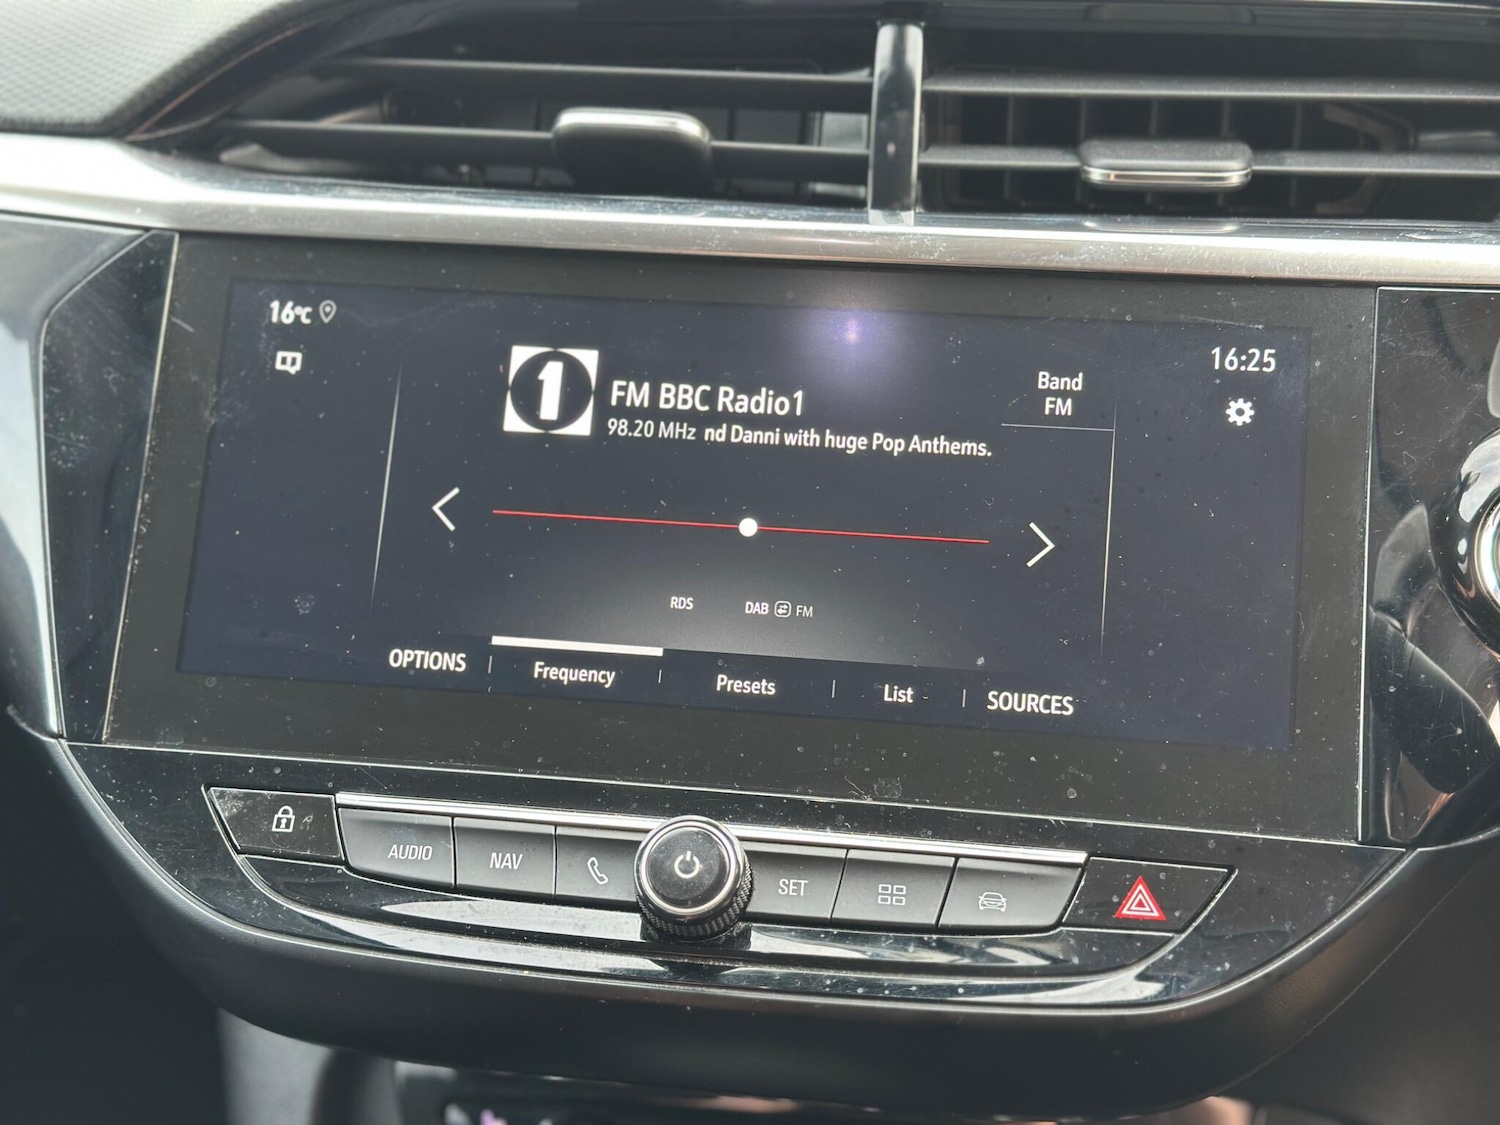 16°C
16:25
1
FM BBC Radio1
98.20 MHz nd Danni with huge Pop Anthems.
Band
FM
RDS
DAB FM
OPTIONS
Frequency
Presets
List
SOURCES
AUDIO
NAV
SET